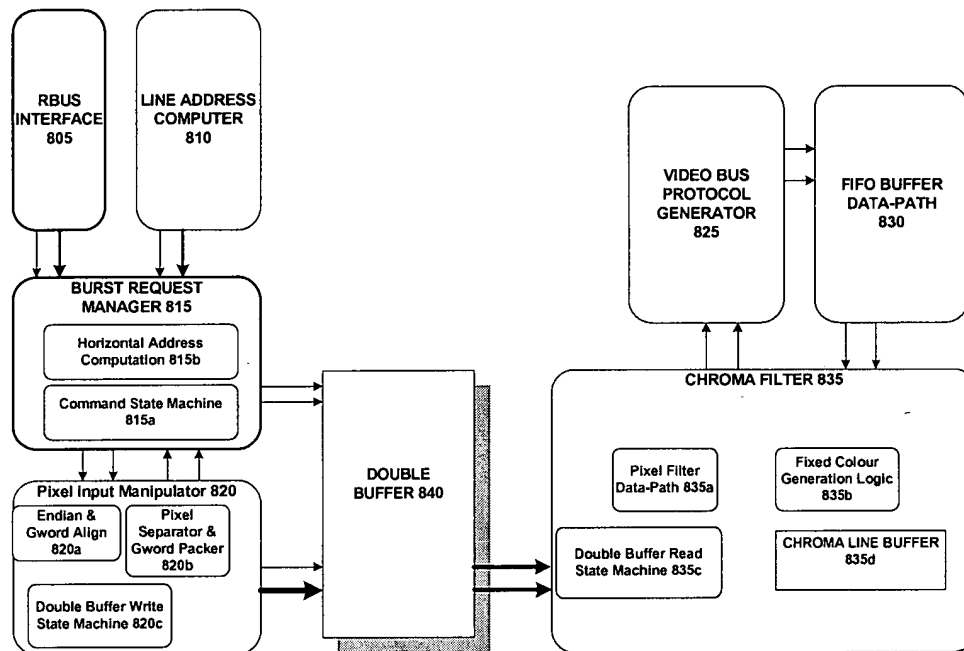 RBUS
INTERFACE
805
LINE ADDRESS
COMPUTER
810
BURST REQUEST
MANAGER 815
Horizontal Address
Computation 815b
Command State Machine
815a
Pixel Input Manipulator 820
Endian &
Gword Align
820a
Pixel
Separator &
Gword Packer
820b
Double Buffer Write
State Machine 820c
DOUBLE
BUFFER 840
VIDEO BUS
PROTOCOL
GENERATOR
825
FIFO BUFFER
DATA-PATH
830
CHROMA FILTER 835
Pixel Filter
Data-Path 835a
Fixed Colour
Generation Logic
835b
Double Buffer Read
State Machine 835c
CHROMA LINE BUFFER
835d